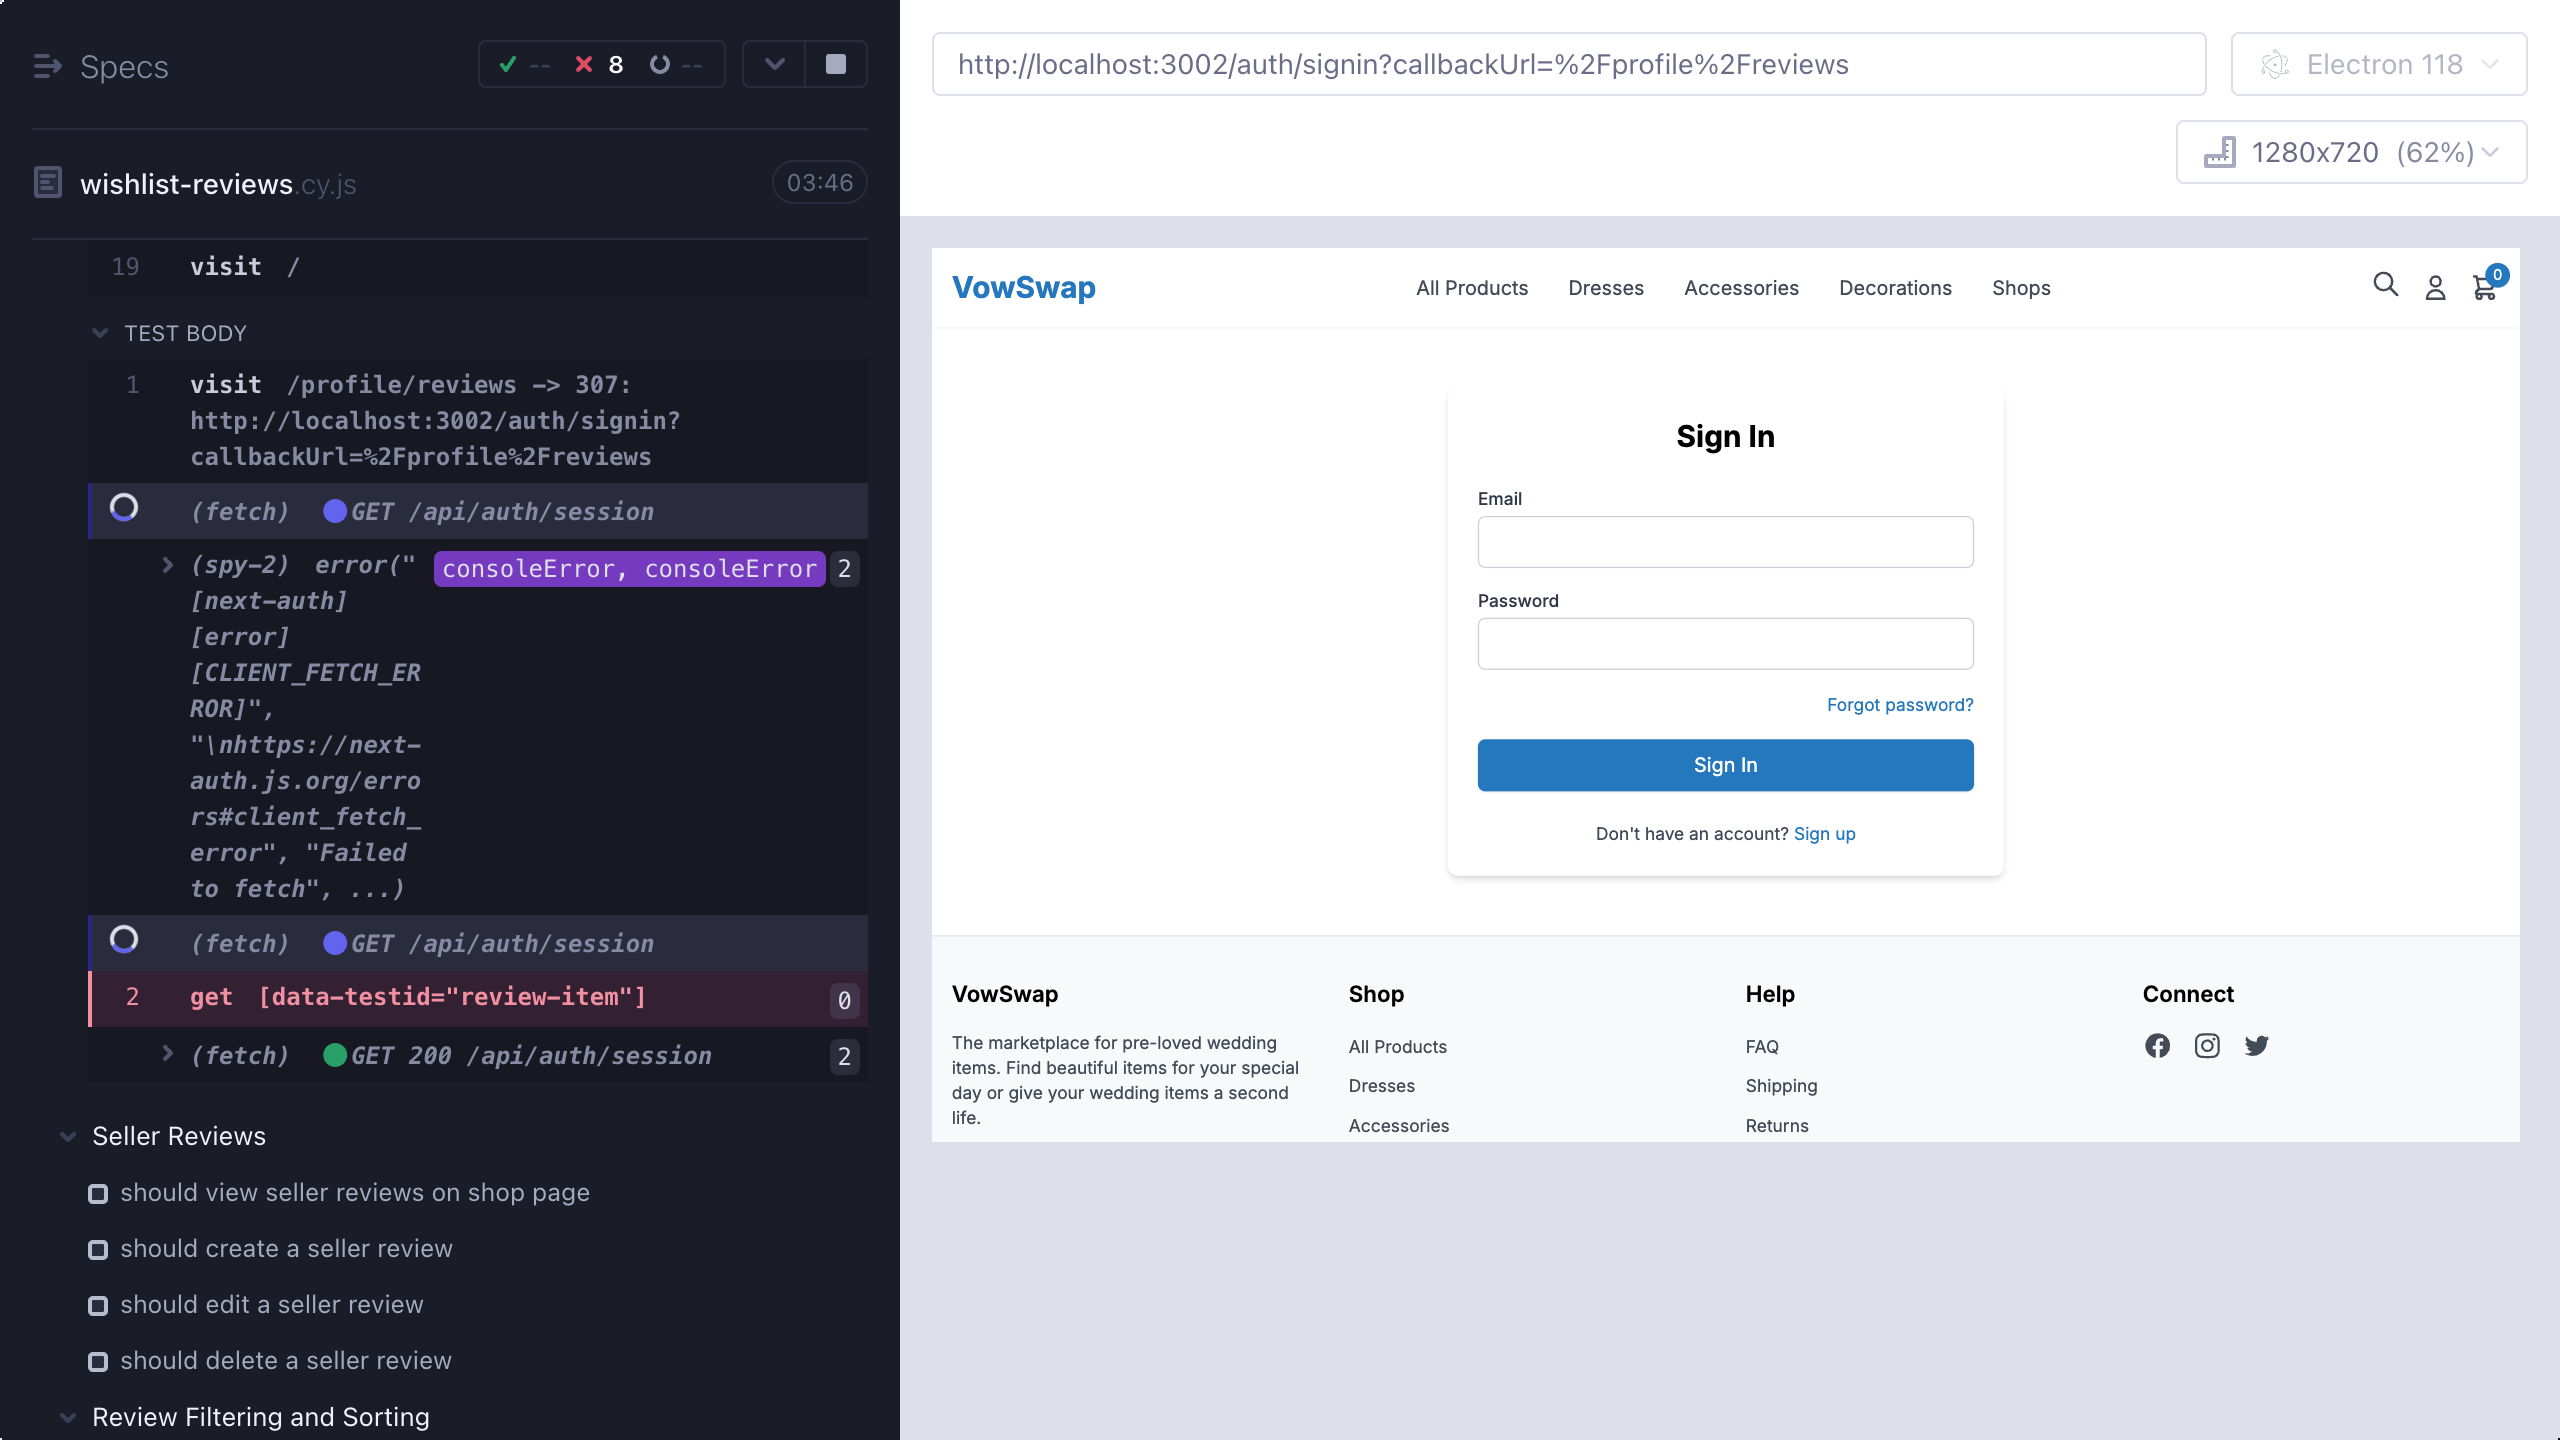 Specs
-- 8 --
wishlist-reviews.cy.js 03:46
19 visit /
TEST BODY
1 visit /profile/reviews -> 307:
http://localhost:3002/auth/signin?
callbackUrl=%2Fprofile%2Freviews
(fetch) GET /api/auth/session
(spy-2) error(" consoleError, consoleError 2
[next-auth]
[error]
[CLIENT_FETCH_ER
ROR]",
"\nhttps://next-
auth.js.org/erro
rs#client_fetch_
error", "Failed
to fetch", ...)
(fetch) GET /api/auth/session
2 get [data-testid="review-item"] 0
(fetch) GET 200 /api/auth/session 2
Seller Reviews
should view seller reviews on shop page
should create a seller review
should edit a seller review
should delete a seller review
Review Filtering and Sorting
http://localhost:3002/auth/signin?callbackUrl=%2Fprofile%2Freviews
Electron 118
1280x720 (62%)
VowSwap
All Products Dresses Accessories Decorations Shops
0
Sign In
Email
Password
Forgot password?
Sign In
Don't have an account? Sign up
VowSwap
The marketplace for pre-loved wedding
items. Find beautiful items for your special
day or give your wedding items a second
life.
Shop
All Products
Dresses
Accessories
Help
FAQ
Shipping
Returns
Connect